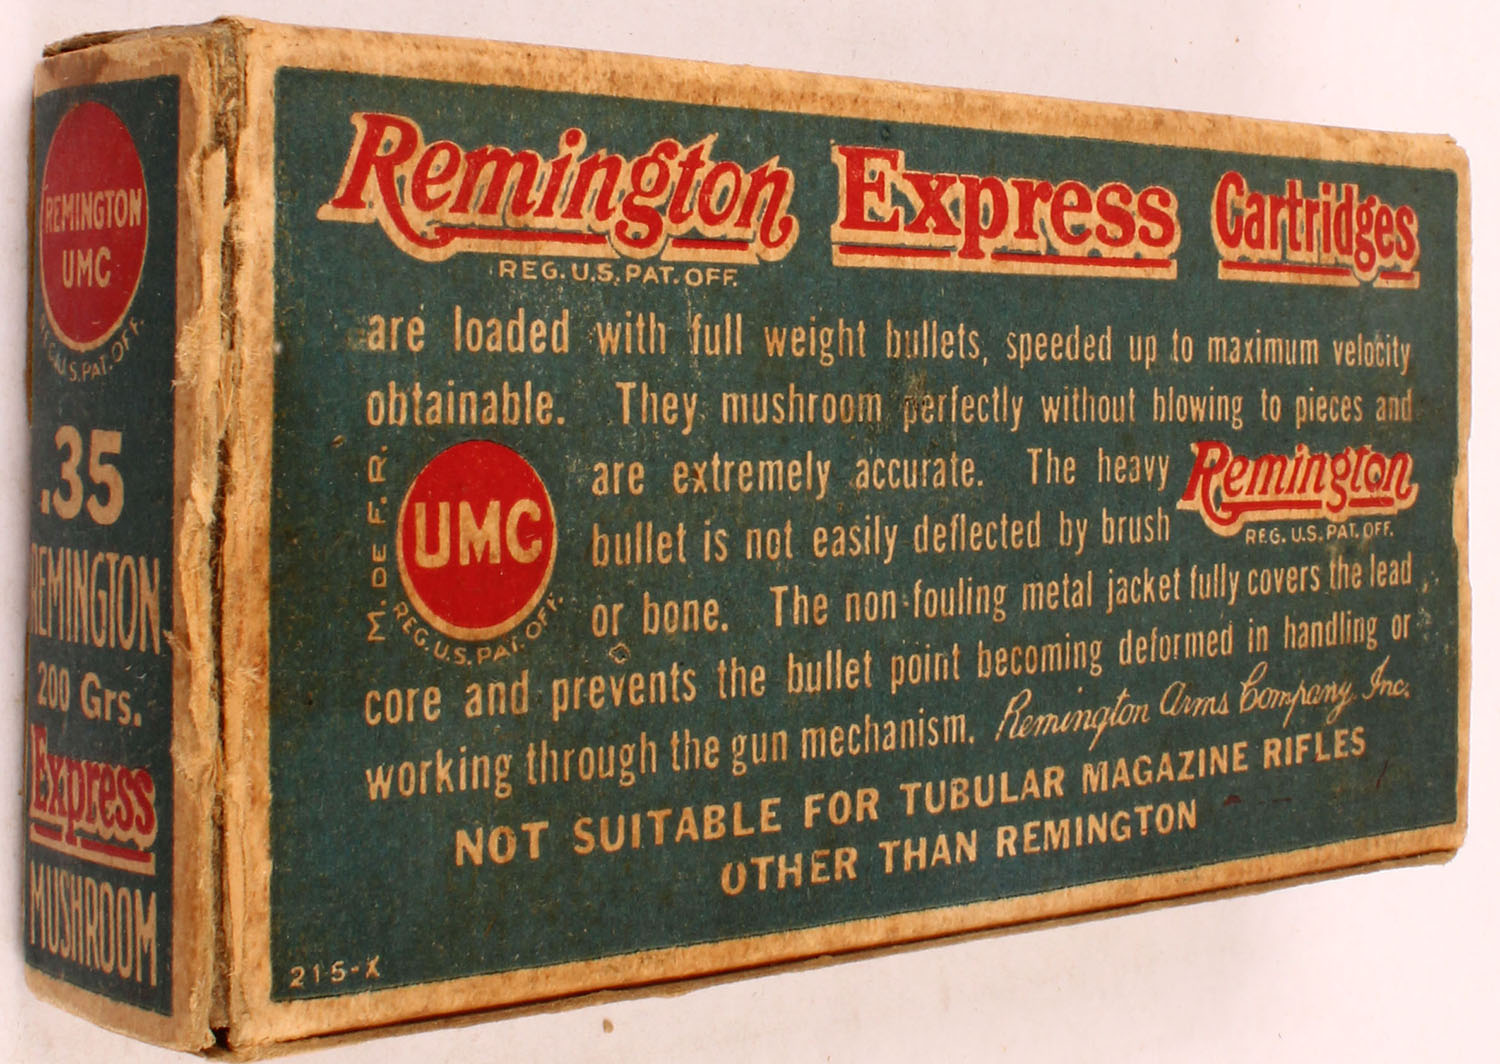 REMINGTON
UMC
REG. U.S. PAT. OFF.
.35
REMINGTON
200 Grs.
Express
MUSHROOM
Remington Express Cartridges
REG. U.S. PAT. OFF.
are loaded with full weight bullets, speeded up to maximum velocity
obtainable. They mushroom perfectly without blowing to pieces and
are extremely accurate. The heavy Remington
REG. U.S. PAT. OFF.
bullet is not easily deflected by brush
or bone. The non-fouling metal jacket fully covers the lead
M. DE F. R.
UMC
REG. U.S. PAT. OFF.
core and prevents the bullet point becoming deformed in handling or
working through the gun mechanism. Remington Arms Company, Inc.
NOT SUITABLE FOR TUBULAR MAGAZINE RIFLES
OTHER THAN REMINGTON
215-X